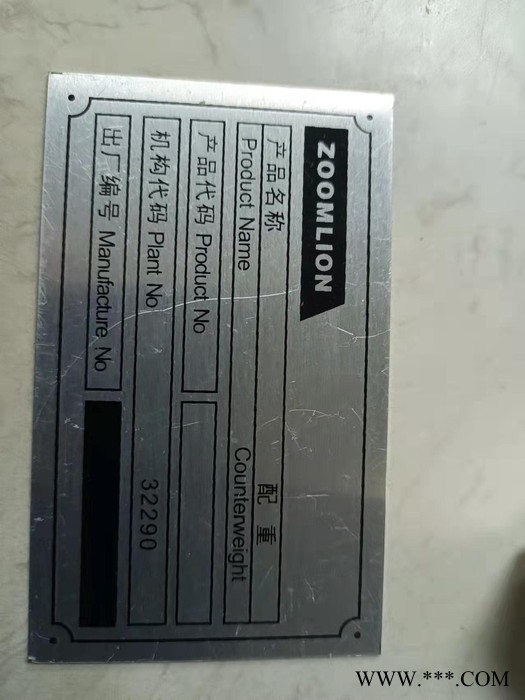 ZOOMLION
产品名称 配重
Product Name Counterweight
产品代码 Product No
机构代码 Plant No 32290
出厂编号 Manufacture No
WWW.***.COM